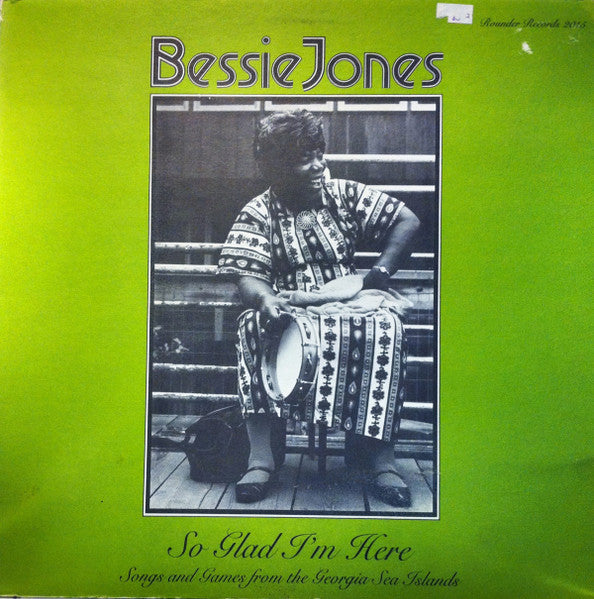 Rounder Records 2015
Bessie Jones
So Glad I'm Here
Songs and Games from the Georgia Sea Islands